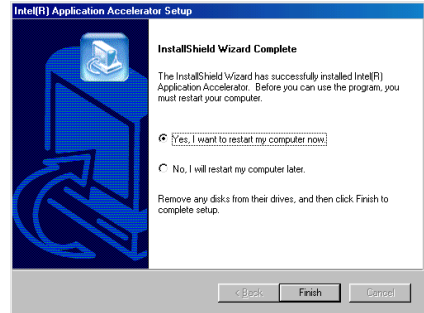 Intel(R) Application Accelerator Setup
InstallShield Wizard Complete
The InstallShield Wizard has successfully installed Intel(R)
Application Accelerator. Before you can use the program, you
must restart your computer.
Yes, I want to restart my computer now.
No, I will restart my computer later.
Remove any disks from their drives, and then click Finish to
complete setup.
< Back
Finish
Cancel